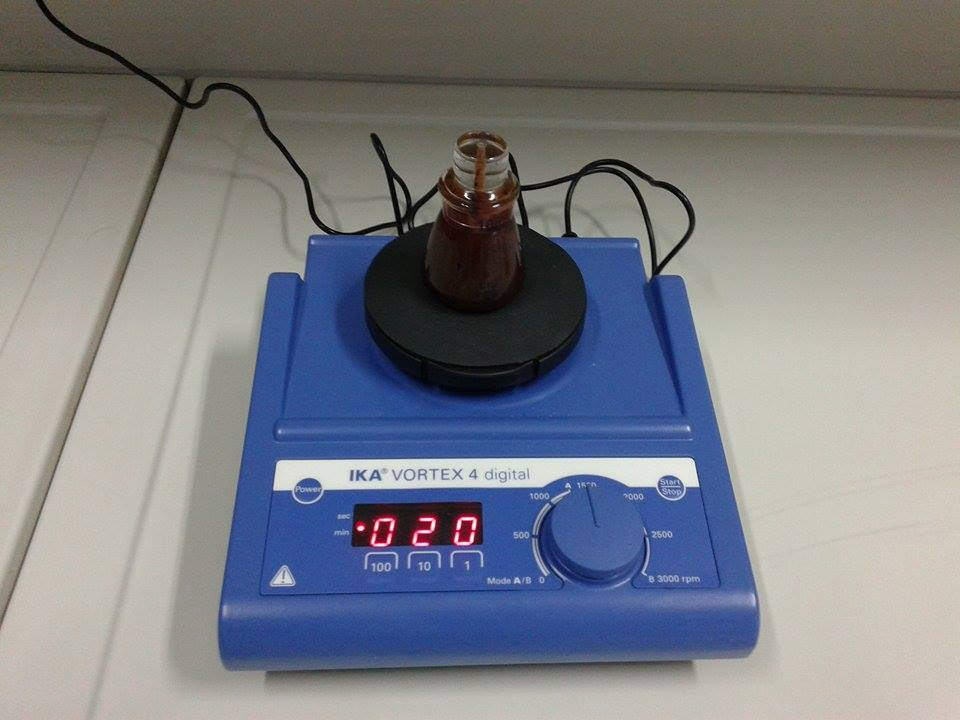 IKA® VORTEX 4 digital
Power
Start
Stop
sec
min
020
100 10 1
0
500
1000
A 1500
2000
2500
B 3000 rpm
Mode A/B